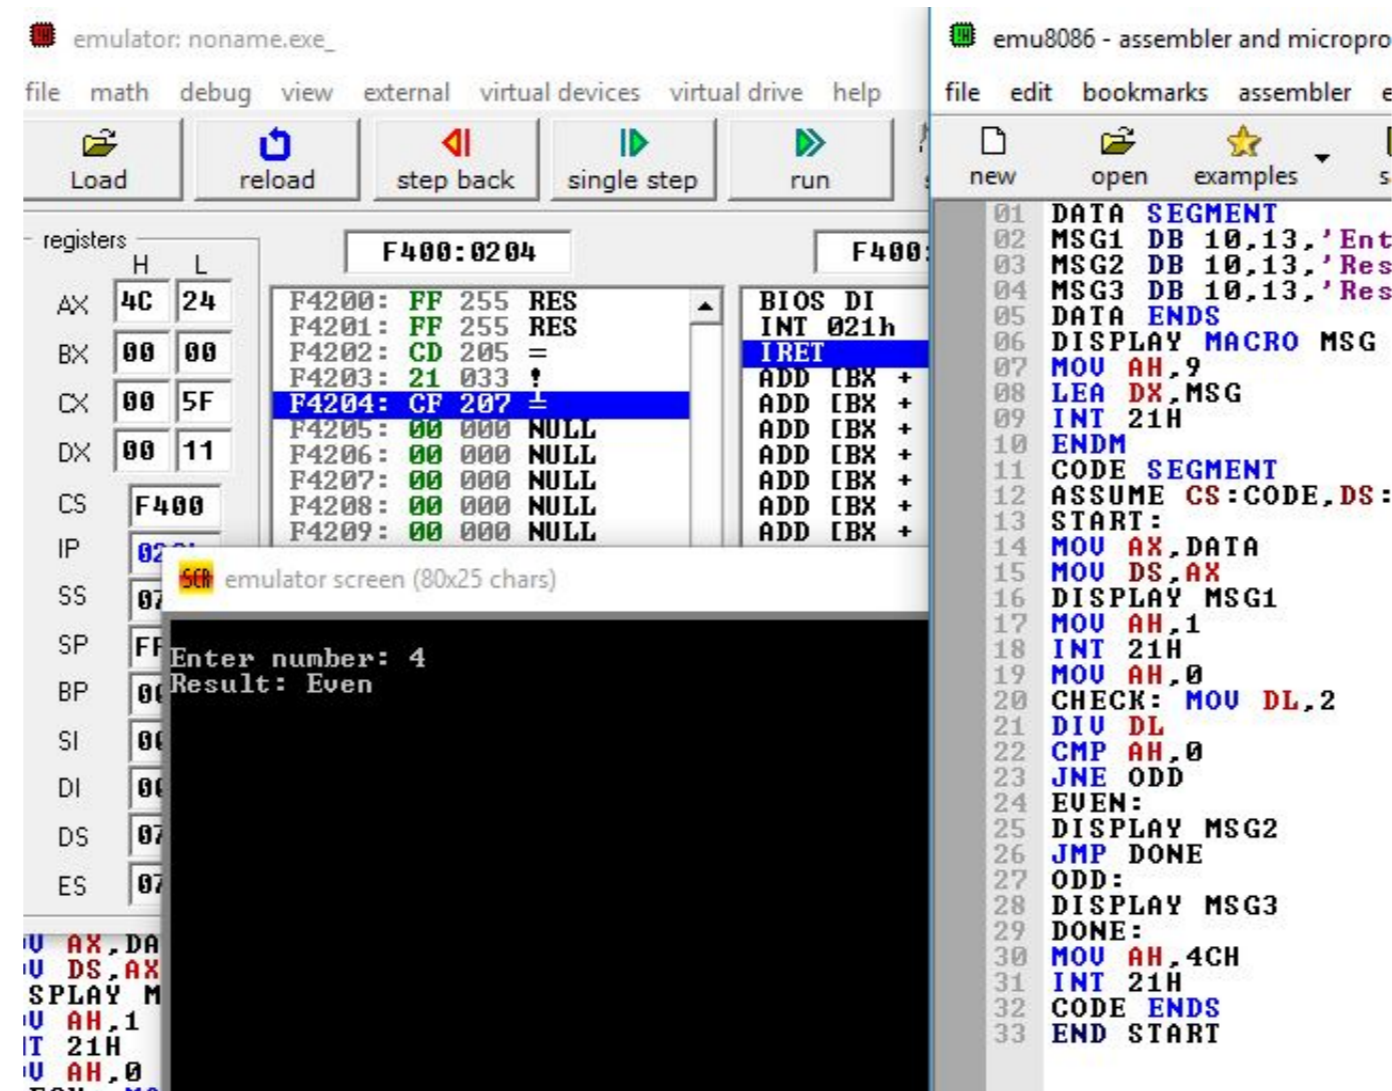 emulator: noname.exe_
file math debug view external virtual devices virtual drive help
Load reload step back single step run
registers
H L
F400:0204
F400:
AX 4C 24
BX 00 00
CX 00 5F
DX 00 11
CS F400
IP
SS 07
SP FF
BP
SI
DI
DS 07
ES 07
F4200: FF 255 RES
F4201: FF 255 RES
F4202: CD 205 =
F4203: 21 033 !
F4204: CF 207 ╧
F4205: 00 000 NULL
F4206: 00 000 NULL
F4207: 00 000 NULL
F4208: 00 000 NULL
F4209: 00 000 NULL
BIOS DI
INT 021h
IRET
ADD [BX +
ADD [BX +
ADD [BX +
ADD [BX +
ADD [BX +
ADD [BX +
ADD [BX +
SCR emulator screen (80x25 chars)
Enter number: 4
Result: Even
AX,DA
DS,AX
SPLAY M
AH,1
21H
AH,0
emu8086 - assembler and micropro
file edit bookmarks assembler e
new open examples s
01 DATA SEGMENT
02 MSG1 DB 10,13,'Ent
03 MSG2 DB 10,13,'Res
04 MSG3 DB 10,13,'Res
05 DATA ENDS
06 DISPLAY MACRO MSG
07 MOV AH,9
08 LEA DX,MSG
09 INT 21H
10 ENDM
11 CODE SEGMENT
12 ASSUME CS:CODE,DS:
13 START:
14 MOV AX,DATA
15 MOV DS,AX
16 DISPLAY MSG1
17 MOV AH,1
18 INT 21H
19 MOV AH,0
20 CHECK: MOV DL,2
21 DIV DL
22 CMP AH,0
23 JNE ODD
24 EVEN:
25 DISPLAY MSG2
26 JMP DONE
27 ODD:
28 DISPLAY MSG3
29 DONE:
30 MOV AH,4CH
31 INT 21H
32 CODE ENDS
33 END START